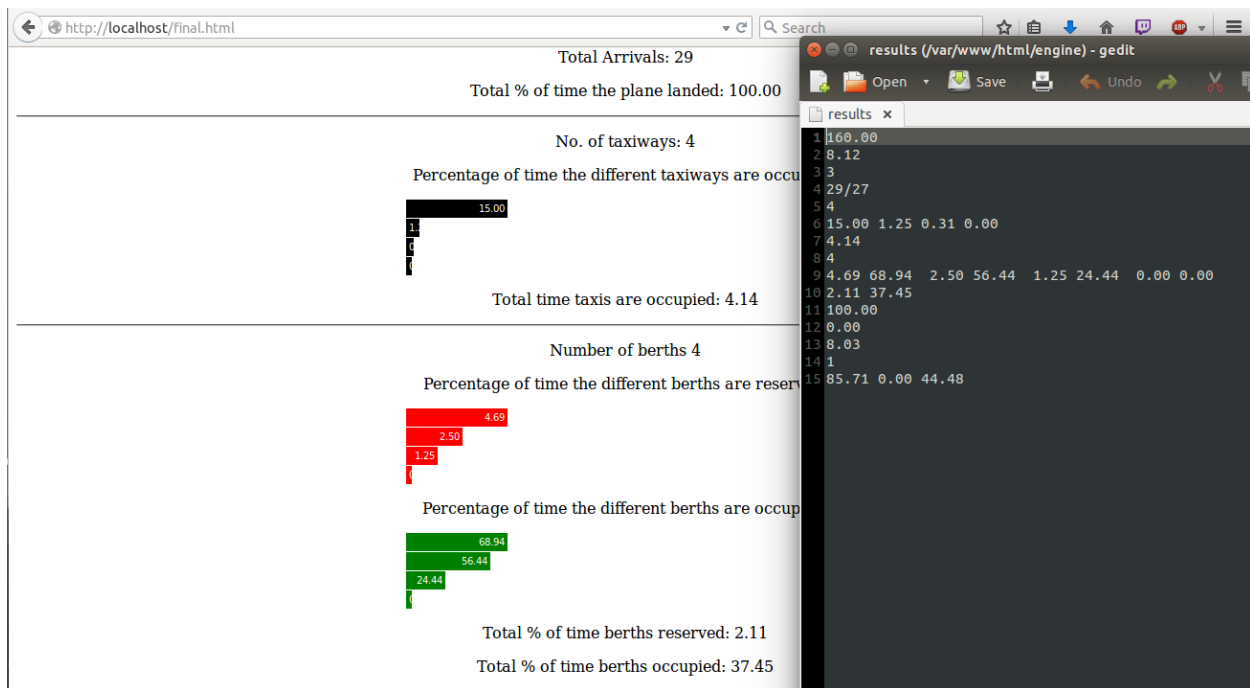 http://localhost/final.html
Search
ABP
Total Arrivals: 29
Total % of time the plane landed: 100.00
No. of taxiways: 4
Percentage of time the different taxiways are occu
15.00
1.2
0
0
Total time taxis are occupied: 4.14
Number of berths 4
Percentage of time the different berths are reserv
4.69
2.50
1.25
0
Percentage of time the different berths are occup
68.94
56.44
24.44
0
Total % of time berths reserved: 2.11
Total % of time berths occupied: 37.45
results (/var/www/html/engine) - gedit
Open Save Undo
results ×
1 160.00
2 8.12
3 3
4 29/27
5 4
6 15.00 1.25 0.31 0.00
7 4.14
8 4
9 4.69 68.94  2.50 56.44  1.25 24.44  0.00 0.00
10 2.11 37.45
11 100.00
12 0.00
13 8.03
14 1
15 85.71 0.00 44.48